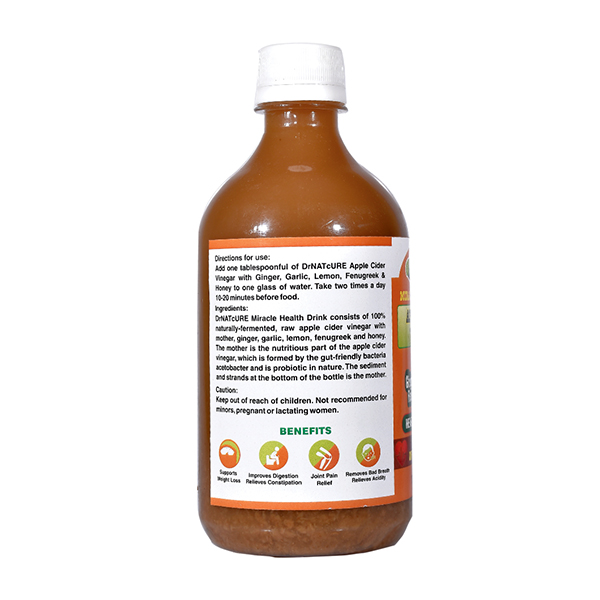 Directions for use:
Add one tablespoonful of DrNATcURE Apple Cider
Vinegar with Ginger, Garlic, Lemon, Fenugreek &
Honey to one glass of water. Take two times a day
10-20 minutes before food.
Ingredients:
DrNATcURE Miracle Health Drink consists of 100%
naturally-fermented, raw apple cider vinegar with
mother, ginger, garlic, lemon, fenugreek and honey.
The mother is the nutritious part of the apple cider
vinegar, which is formed by the gut-friendly bacteria
acetobacter and is probiotic in nature. The sediment
and strands at the bottom of the bottle is the mother.
Caution:
Keep out of reach of children. Not recommended for
minors, pregnant or lactating women.
BENEFITS
Supports
Weight Loss
Improves Digestion
Relieves Constipation
Joint Pain
Relief
Removes Bad Breath
Relieves Acidity